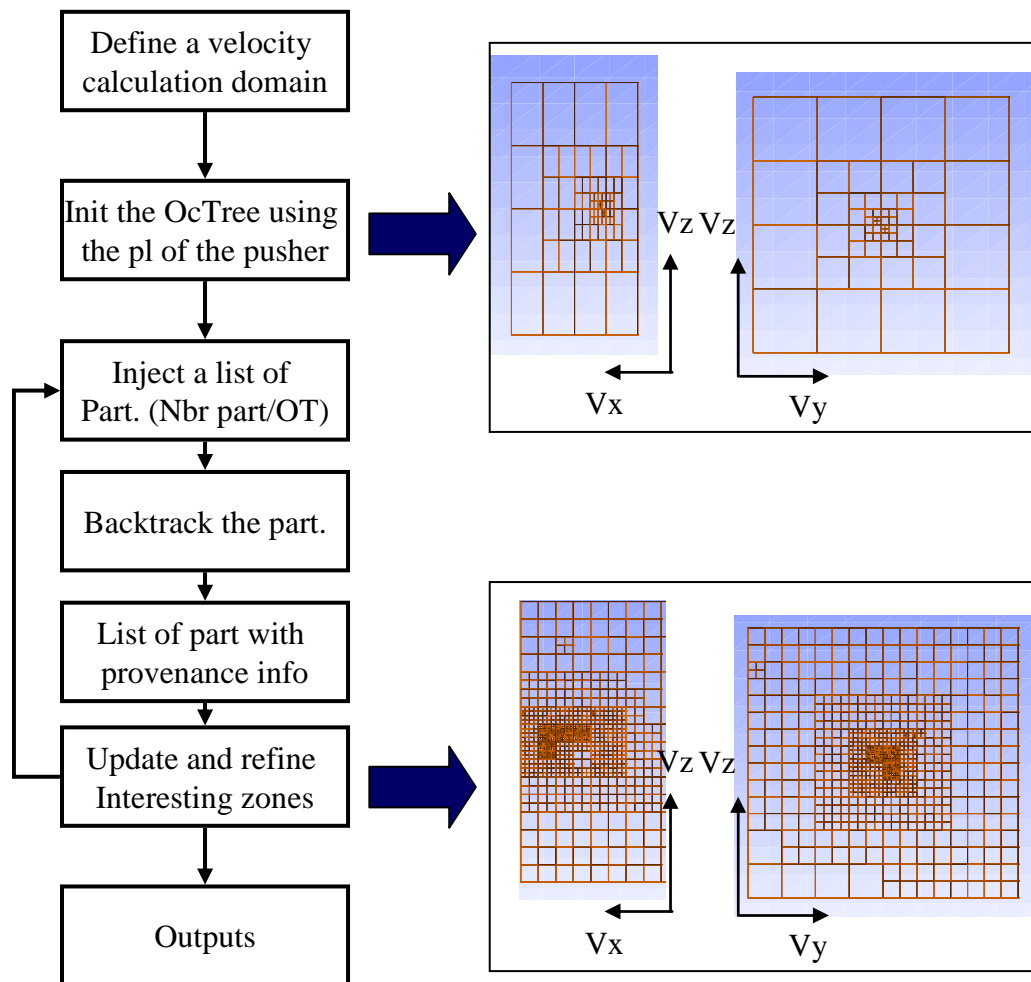 Define a velocity
calculation domain
Init the OcTree using
the pl of the pusher
Vz Vz
Vx
Vy
Inject a list of
Part. (Nbr part/OT)
Backtrack the part.
List of part with
provenance info
Update and refine
Interesting zones
Vz Vz
Vx
Vy
Outputs